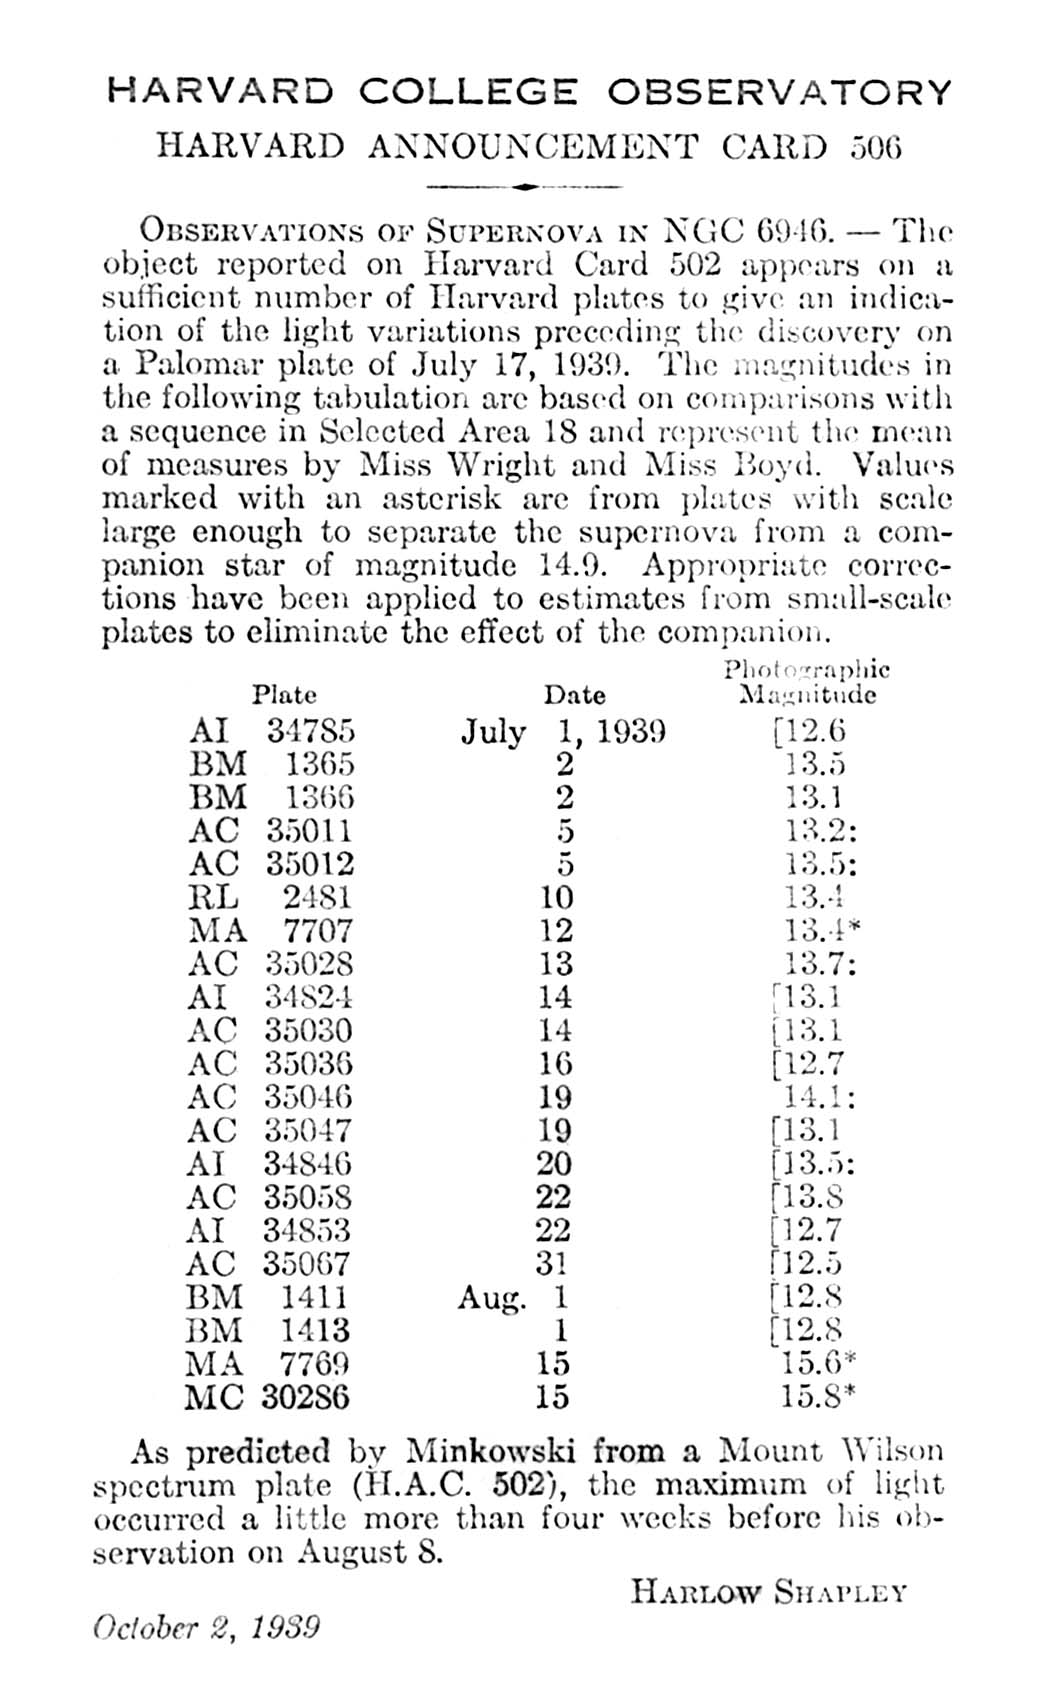 HARVARD COLLEGE OBSERVATORY
HARVARD ANNOUNCEMENT CARD 506
OBSERVATIONS OF SUPERNOVA IN NGC 6946. — The
object reported on Harvard Card 502 appears on a
sufficient number of Harvard plates to give an indica-
tion of the light variations preceding the discovery on
a Palomar plate of July 17, 1939. The magnitudes in
the following tabulation are based on comparisons with
a sequence in Selected Area 18 and represent the mean
of measures by Miss Wright and Miss Boyd. Values
marked with an asterisk are from plates with scale
large enough to separate the supernova from a com-
panion star of magnitude 14.9. Appropriate correc-
tions have been applied to estimates from small-scale
plates to eliminate the effect of the companion.
Plate Date Photographic Magnitude
AI 34785 July 1, 1939 [12.6
BM 1365 2 13.5
BM 1366 2 13.1
AC 35011 5 13.2:
AC 35012 5 13.5:
RL 2481 10 13.4
MA 7707 12 13.4*
AC 35028 13 13.7:
AI 34824 14 [13.1
AC 35030 14 [13.1
AC 35036 16 [12.7
AC 35046 19 14.1:
AC 35047 19 [13.1
AI 34846 20 [13.5:
AC 35058 22 [13.8
AI 34853 22 [12.7
AC 35067 31 [12.5
BM 1411 Aug. 1 [12.8
BM 1413 1 [12.8
MA 7769 15 15.6*
MC 30286 15 15.8*
As predicted by Minkowski from a Mount Wilson
spectrum plate (H.A.C. 502), the maximum of light
occurred a little more than four weeks before his ob-
servation on August 8.
HARLOW SHAPLEY
October 2, 1939